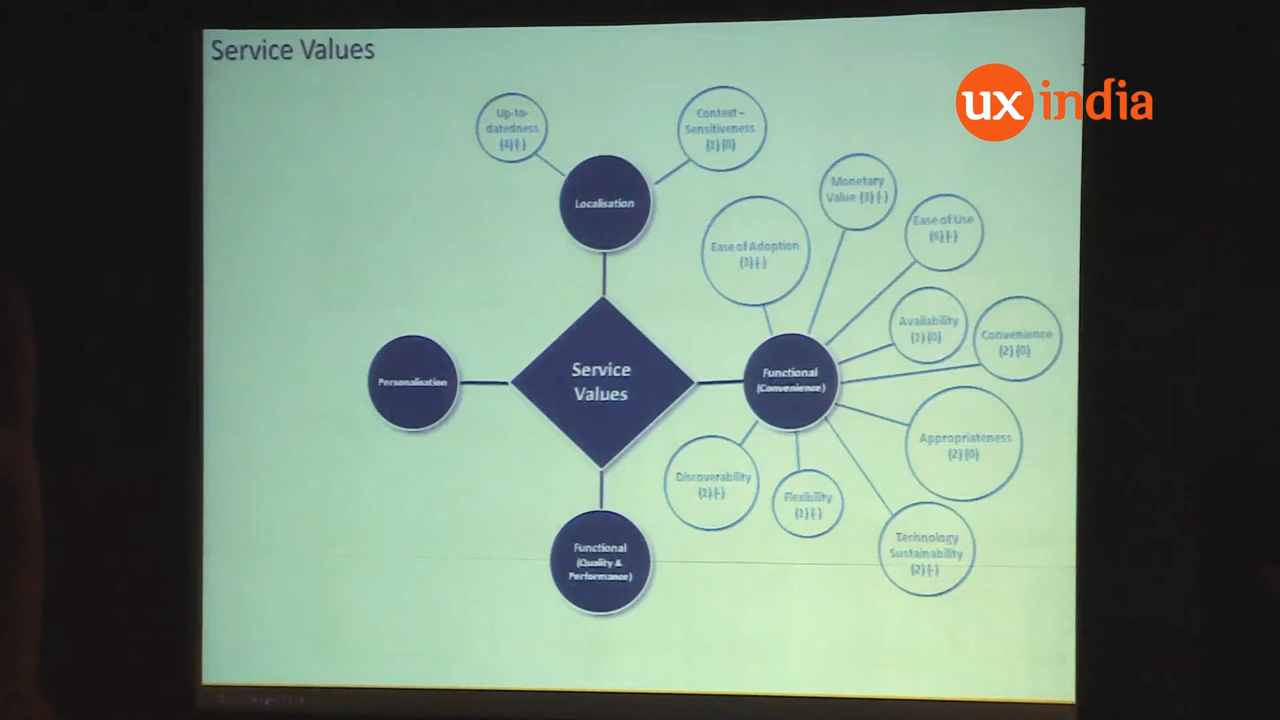 Service Values
ux india
Up-to-
datedness
(4)(-)
Context –
Sensitiveness
(1)(0)
Localisation
Monetary
Value (3)(-)
Ease of Use
(6)(-)
Ease of Adoption
(3)(-)
Availability
(1)(0)
Convenience
(2)(0)
Personalisation
Service
Values
Functional
(Convenience)
Appropriateness
(2)(0)
Discoverability
(1)(-)
Flexibility
(1)(-)
Technology
Sustainability
(2)(-)
Functional
(Quality &
Performance)